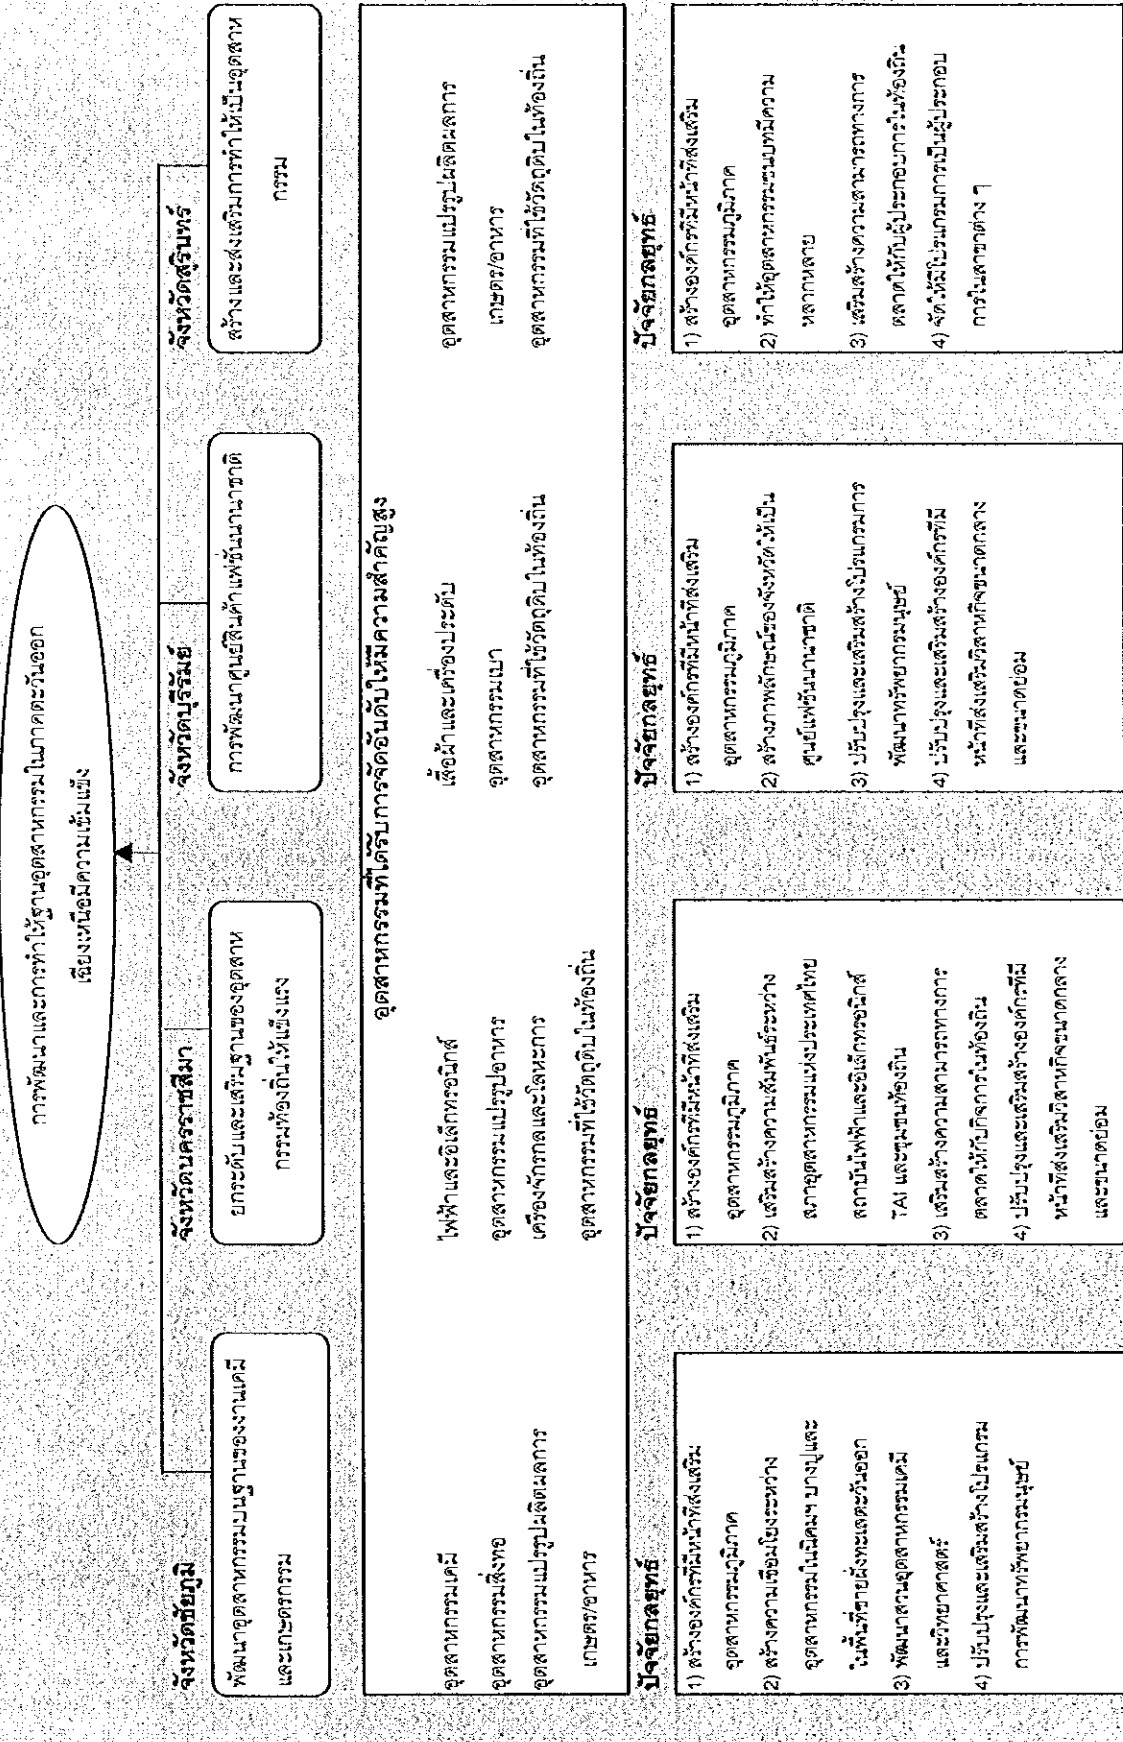 การพัฒนาและการทำให้ฐานอุตสาหกรรมในภาคตะวันออก
เฉียงเหนือมีความเข้มแข็ง
จังหวัดชัยภูมิ
พัฒนาอุตสาหกรรมบนฐานของงานเคมี
และเกษตรกรรม
จังหวัดนครราชสีมา
ยกระดับและเสริมฐานของอุตสาห
กรรมท้องถิ่นให้แข็งแรง
จังหวัดบุรีรัมย์
การพัฒนาศูนย์สินค้าแฟชั่นนานาชาติ
จังหวัดสุรินทร์
สร้างและส่งเสริมการทำให้เป็นอุตสาห
กรรม
อุตสาหกรรมที่ได้รับการจัดอันดับให้มีความสำคัญสูง
อุตสาหกรรมเคมี
อุตสาหกรรมสิ่งทอ
อุตสาหกรรมแปรรูปผลิตผลการ
เกษตร/อาหาร
ไฟฟ้าและอิเล็กทรอนิกส์
อุตสาหกรรมแปรรูปอาหาร
เครื่องจักรกลและโลหะการ
อุตสาหกรรมที่ใช้วัตถุดิบในท้องถิ่น
เสื้อผ้าและเครื่องประดับ
อุตสาหกรรมเบา
อุตสาหกรรมที่ใช้วัตถุดิบในท้องถิ่น
อุตสาหกรรมแปรรูปผลิตผลการ
เกษตร/อาหาร
อุตสาหกรรมที่ใช้วัตถุดิบในท้องถิ่น
ปัจจัยกลยุทธ์
1) สร้างองค์กรที่มีหน้าที่ส่งเสริม
อุตสาหกรรมภูมิภาค
2) สร้างความเชื่อมโยงระหว่าง
อุตสาหกรรมในนิคมฯ บางปูและ
ในพื้นที่ชายฝั่งทะเลตะวันออก
3) พัฒนาสวนอุตสาหกรรมเคมี
และวิทยาศาสตร์
4) ปรับปรุงและเสริมสร้างโปรแกรม
การพัฒนาทรัพยากรมนุษย์
ปัจจัยกลยุทธ์
1) สร้างองค์กรที่มีหน้าที่ส่งเสริม
อุตสาหกรรมภูมิภาค
2) เสริมสร้างความสัมพันธ์ระหว่าง
สภาอุตสาหกรรมแห่งประเทศไทย
สถาบันไฟฟ้าและอิเล็กทรอนิกส์
TAI และชุมชนท้องถิ่น
3) เสริมสร้างความสามารถทางการ
ตลาดให้กับกิจการในท้องถิ่น
4) ปรับปรุงและเสริมสร้างองค์กรที่มี
หน้าที่ส่งเสริมวิสาหกิจขนาดกลาง
และขนาดย่อม
ปัจจัยกลยุทธ์
1) สร้างองค์กรที่มีหน้าที่ส่งเสริม
อุตสาหกรรมภูมิภาค
2) สร้างภาพลักษณ์ของจังหวัดให้เป็น
ศูนย์แฟชั่นนานาชาติ
3) ปรับปรุงและเสริมสร้างโปรแกรมการ
พัฒนาทรัพยากรมนุษย์
4) ปรับปรุงและเสริมสร้างองค์กรที่มี
หน้าที่ส่งเสริมวิสาหกิจขนาดกลาง
และขนาดย่อม
ปัจจัยกลยุทธ์
1) สร้างองค์กรที่มีหน้าที่ส่งเสริม
อุตสาหกรรมภูมิภาค
2) ทำให้อุตสาหกรรมชนบทมีความ
หลากหลาย
3) เสริมสร้างความสามารถทางการ
ตลาดให้กับผู้ประกอบการในท้องถิ่น
4) จัดให้มีโปรแกรมการเป็นผู้ประกอบ
การในสาขาต่าง ๆ